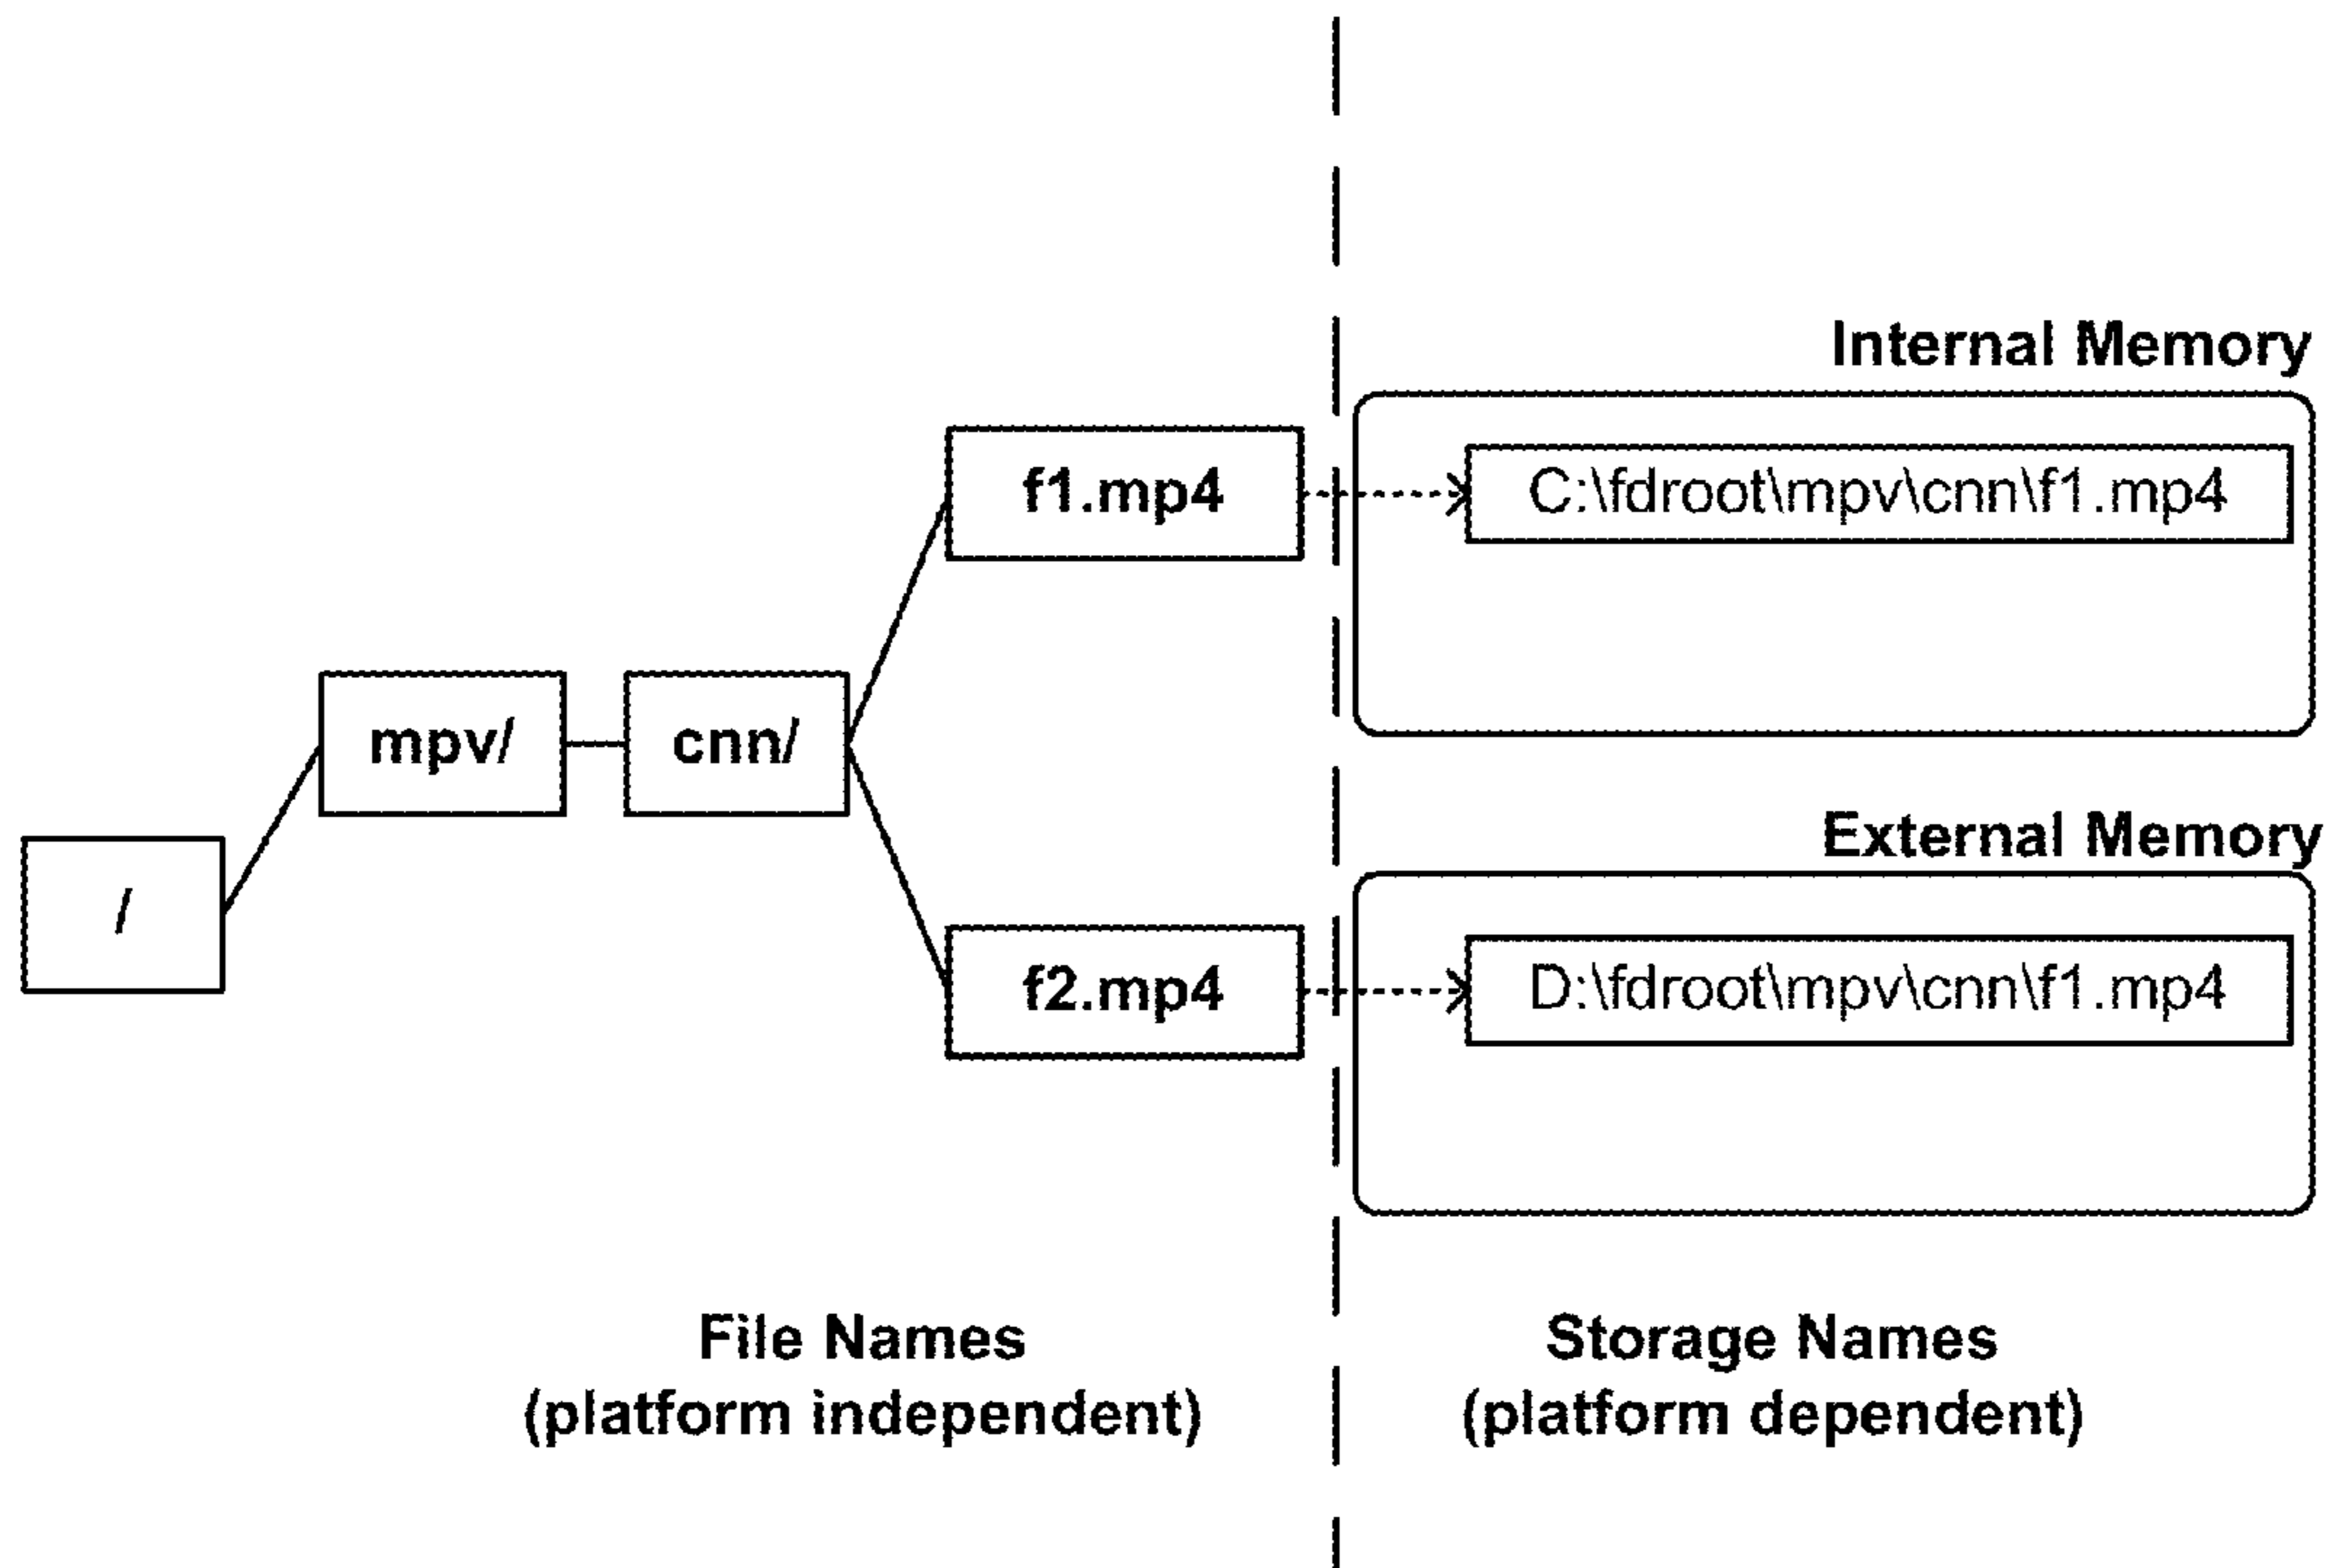 Internal Memory
f1.mp4
C:\fdroot\mpv\cnn\f1.mp4
mpv/
cnn/
External Memory
/
f2.mp4
D:\fdroot\mpv\cnn\f1.mp4
File Names
(platform independent)
Storage Names
(platform dependent)